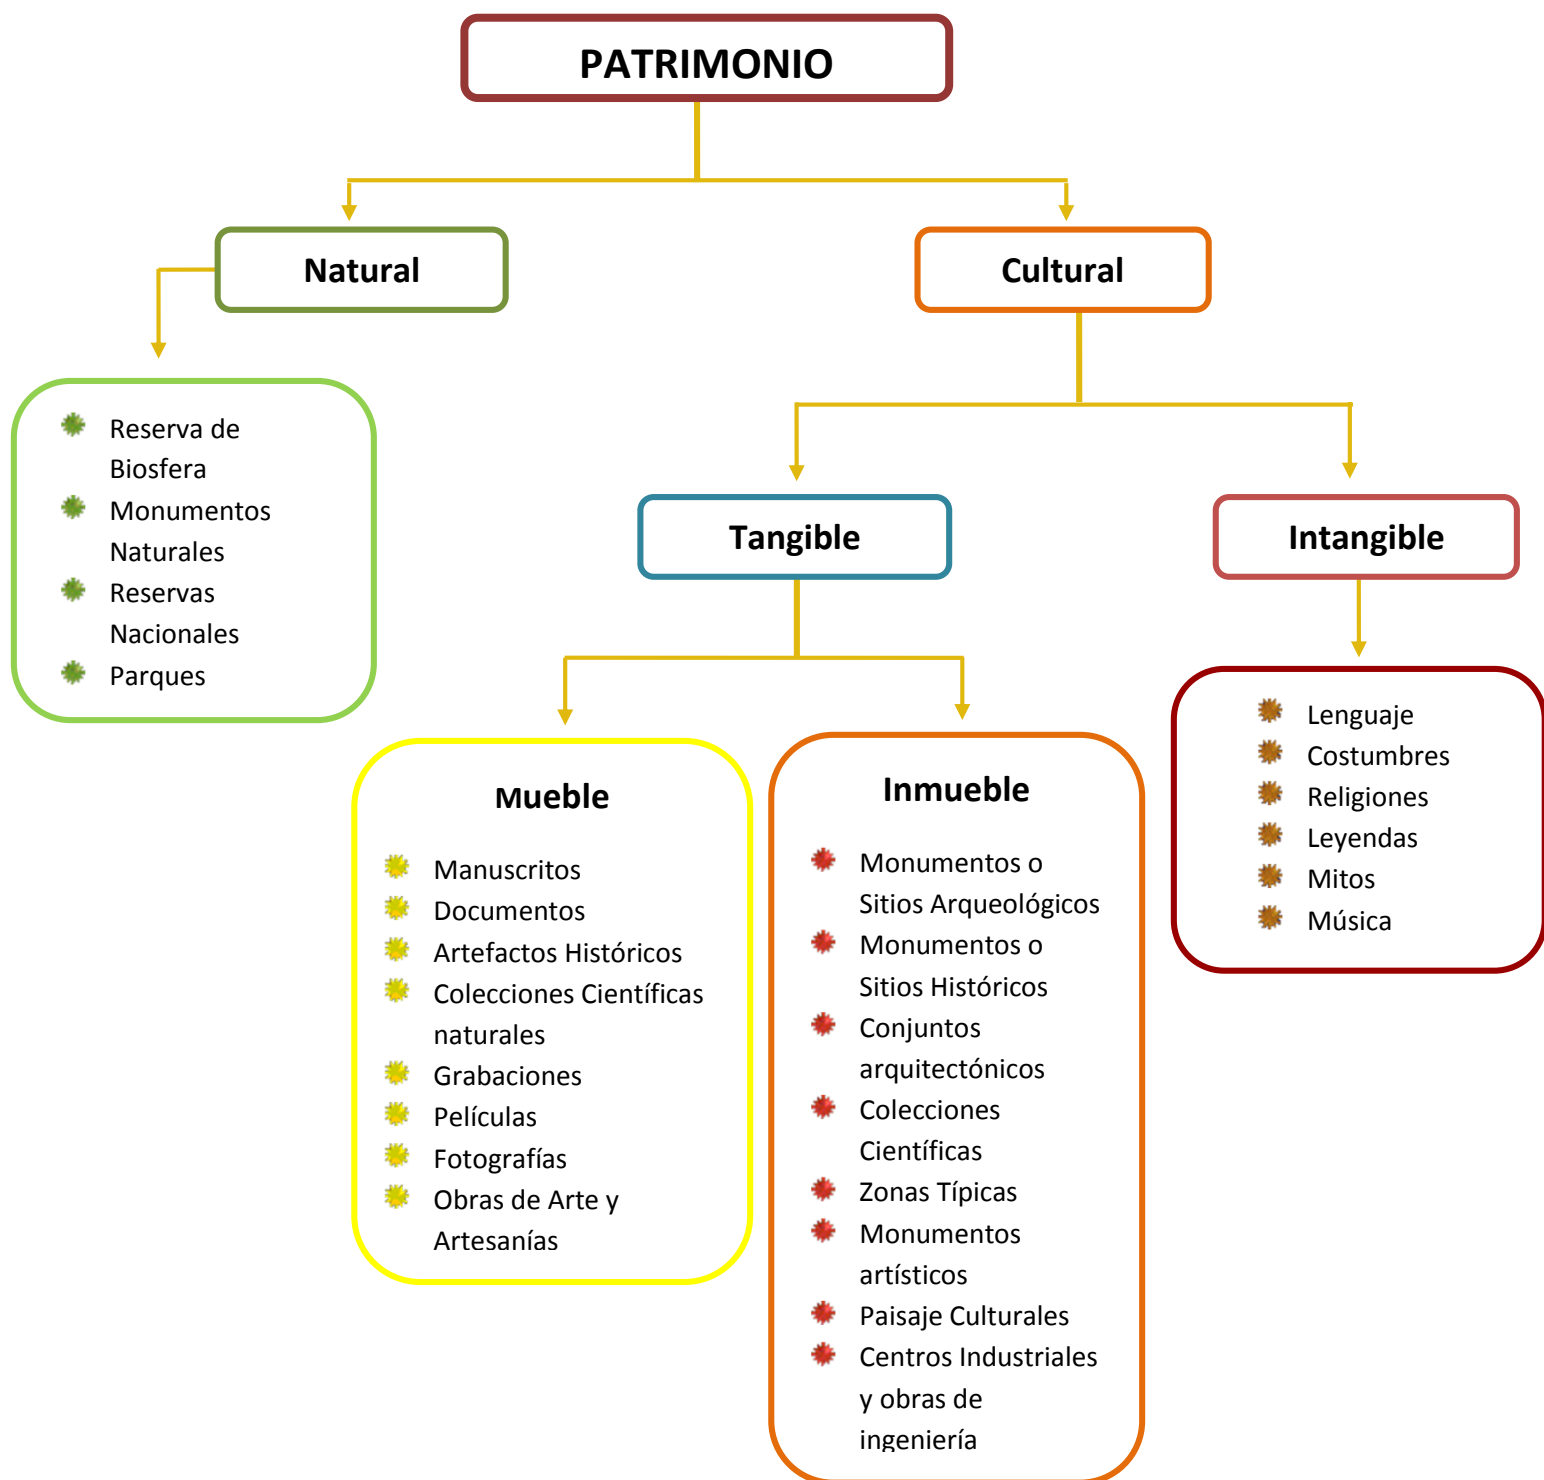 PATRIMONIO
Natural
Cultural
Reserva de
Biosfera
Monumentos
Naturales
Reservas
Nacionales
Parques
Tangible
Intangible
Mueble
Manuscritos
Documentos
Artefactos Históricos
Colecciones Científicas
naturales
Grabaciones
Películas
Fotografías
Obras de Arte y
Artesanías
Inmueble
Monumentos o
Sitios Arqueológicos
Monumentos o
Sitios Históricos
Conjuntos
arquitectónicos
Colecciones
Científicas
Zonas Típicas
Monumentos
artísticos
Paisaje Culturales
Centros Industriales
y obras de
ingeniería
Lenguaje
Costumbres
Religiones
Leyendas
Mitos
Música